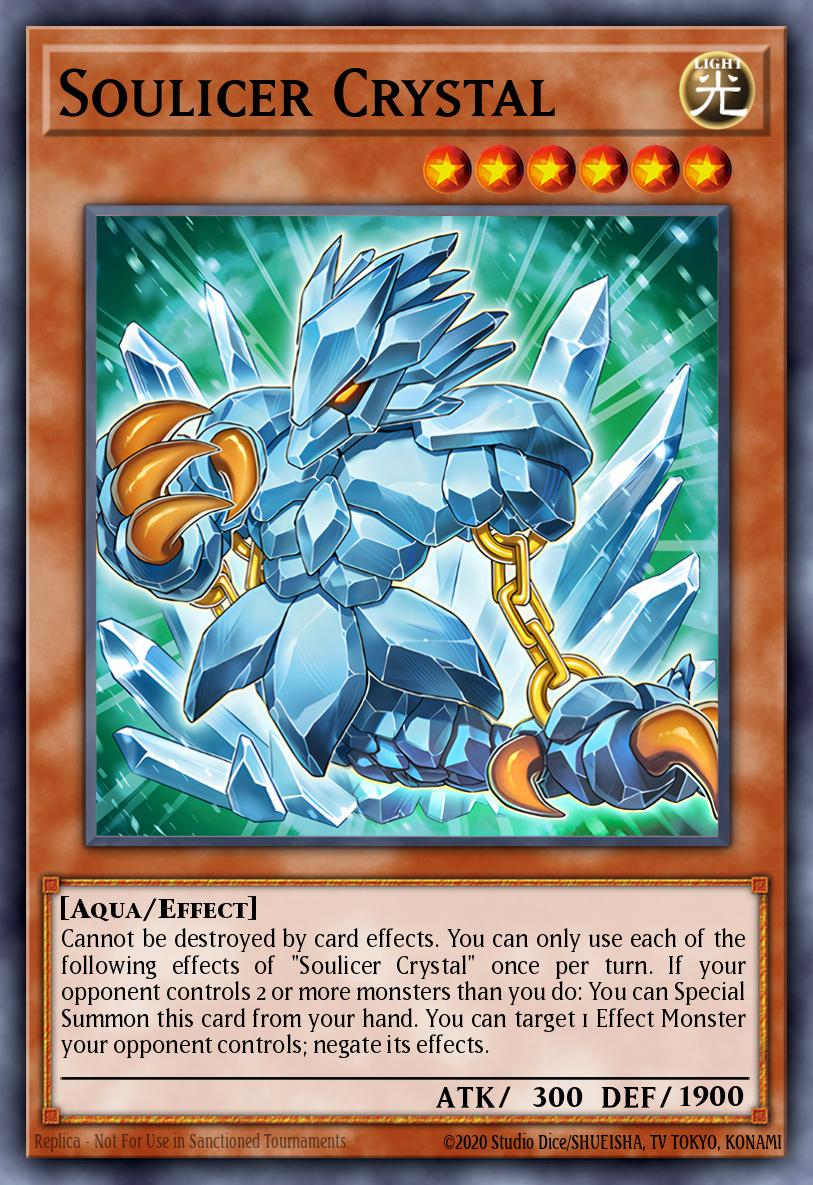 Soulicer Crystal
LIGHT
光
[Aqua/Effect]
Cannot be destroyed by card effects. You can only use each of the
following effects of "Soulicer Crystal" once per turn. If your
opponent controls 2 or more monsters than you do: You can Special
Summon this card from your hand. You can target 1 Effect Monster
your opponent controls; negate its effects.
ATK/ 300 DEF/1900
Replica - Not For Use in Sanctioned Tournaments.
©2020 Studio Dice/SHUEISHA, TV TOKYO, KONAMI